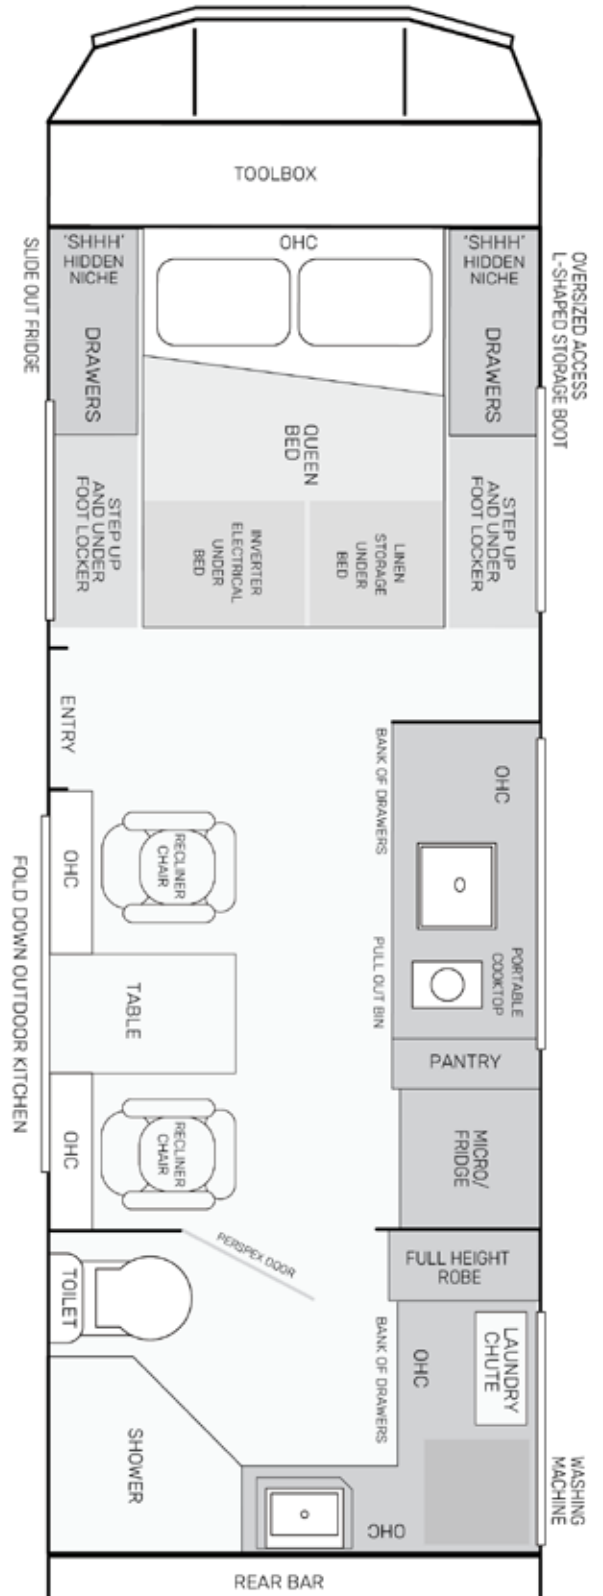 TOOLBOX
SLIDE OUT FRIDGE
'SHHH'
HIDDEN
NICHE
DRAWERS
OHC
'SHHH'
HIDDEN
NICHE
DRAWERS
OVERSIZED ACCESS
L-SHAPED STORAGE BOOT
QUEEN
BED
STEP UP
AND UNDER
FOOT LOCKER
INVERTER
ELECTRICAL
UNDER
BED
LINEN
STORAGE
UNDER
BED
STEP UP
AND UNDER
FOOT LOCKER
ENTRY
BANK OF DRAWERS
OHC
OHC
RECLINER
CHAIR
FOLD DOWN OUTDOOR KITCHEN
TABLE
PULL OUT BIN
PORTABLE
COOKTOP
PANTRY
OHC
RECLINER
CHAIR
MICRO/
FRIDGE
PERSPEX DOOR
FULL HEIGHT
ROBE
TOILET
BANK OF DRAWERS
OHC
LAUNDRY
CHUTE
SHOWER
WASHING
MACHINE
OHC
REAR BAR